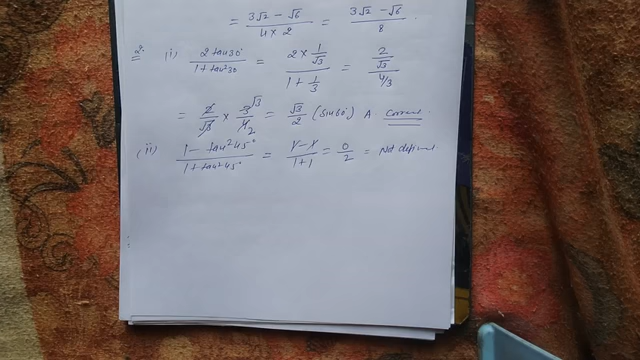 = 3√2 - √6 / 4 × 2 = 3√2 - √6 / 8 .
2. (i) 2 tan30° / 1 + tan²30 = 2 × 1/√3 / 1 + 1/3 = 2/√3 / 4/3
= 2/√3 × 3 √3 / 4 2 = √3/2 (sin60°) A Correct
(ii) 1 - tan²45° / 1 + tan²45° = 1 - 1 / 1 + 1 = 0/2 = Not defined